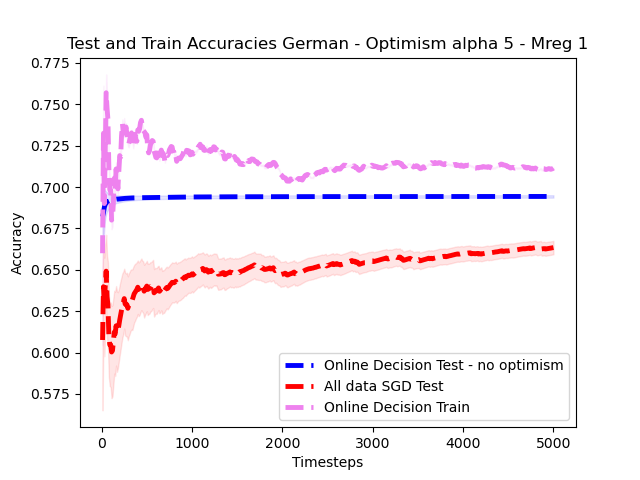 Test and Train Accuracies German - Optimism alpha 5 - Mreg 1
0.775
0.750
0.725
0.700
0.675
0.650
0.625
0.600
0.575
Accuracy
Online Decision Test - no optimism
All data SGD Test
Online Decision Train
0
1000
2000
3000
4000
5000
Timesteps